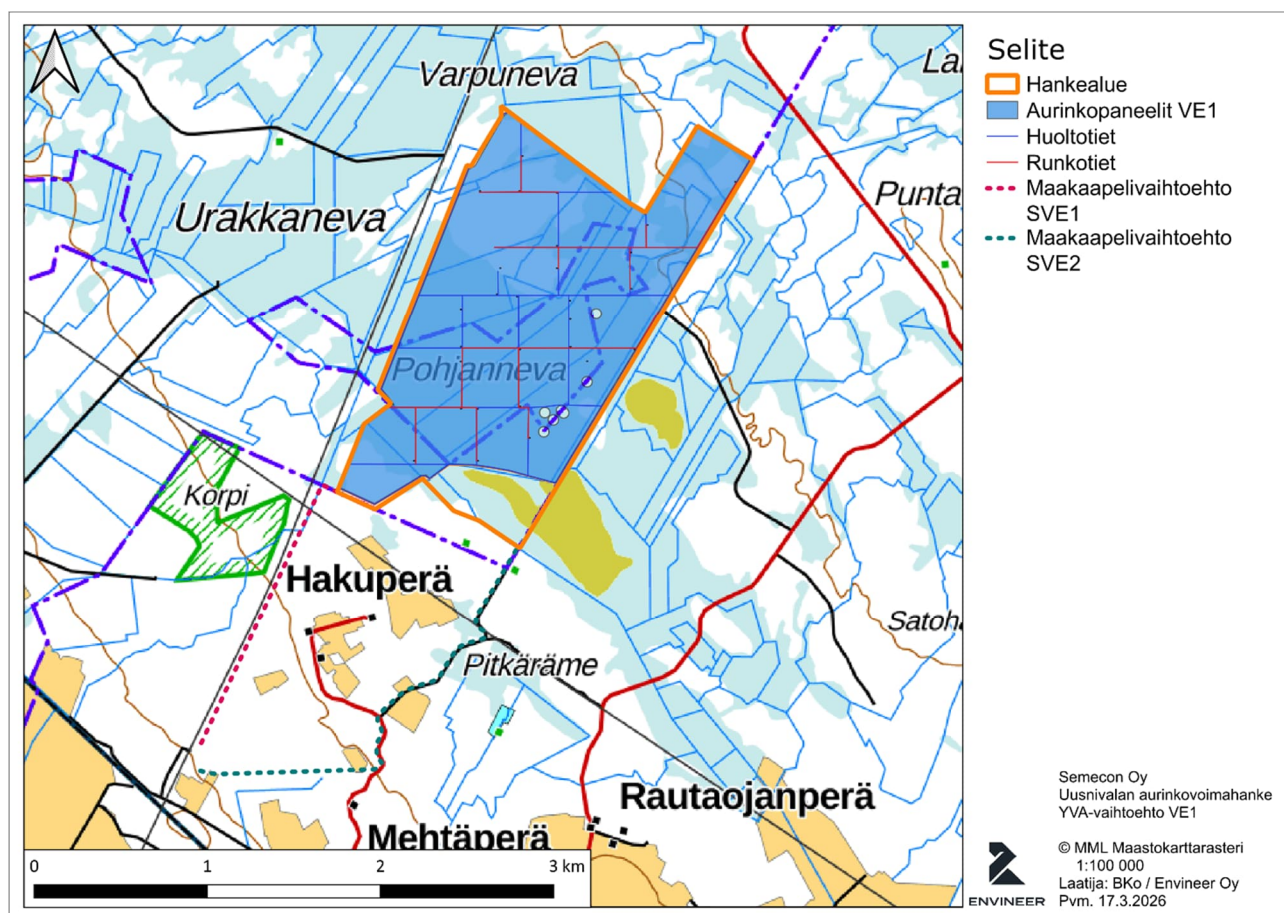 Varpuneva
Urakkaneva
Punta
Pohjanneva
Korpi
Hakuperä
Pitkäräme
Satoha
Rautaojanperä
Mehtäperä
0 1 2 3 km
Selite
Hankealue
Aurinkopaneelit VE1
Huoltotiet
Runkotiet
Maakaapelivaihtoehto
SVE1
Maakaapelivaihtoehto
SVE2
Semecon Oy
Uusnivalan aurinkovoimahanke
YVA-vaihtoehto VE1
© MML Maastokarttarasteri
1:100 000
Laatija: BKo / Envineer Oy
Pvm. 17.3.2026
ENVINEER